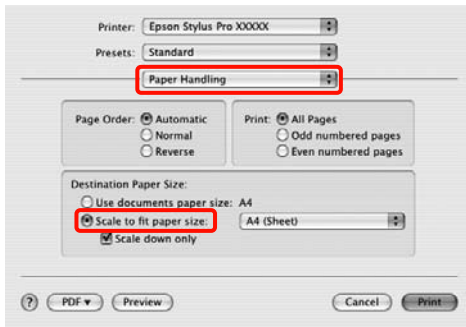 Printer: Epson Stylus Pro XXXXX
Presets: Standard
Paper Handling
Page Order: Automatic Print: All Pages
Normal Odd numbered pages
Reverse Even numbered pages
Destination Paper Size:
Use documents paper size: A4
Scale to fit paper size: A4 (Sheet)
Scale down only
? PDF ▼ Preview Cancel Print